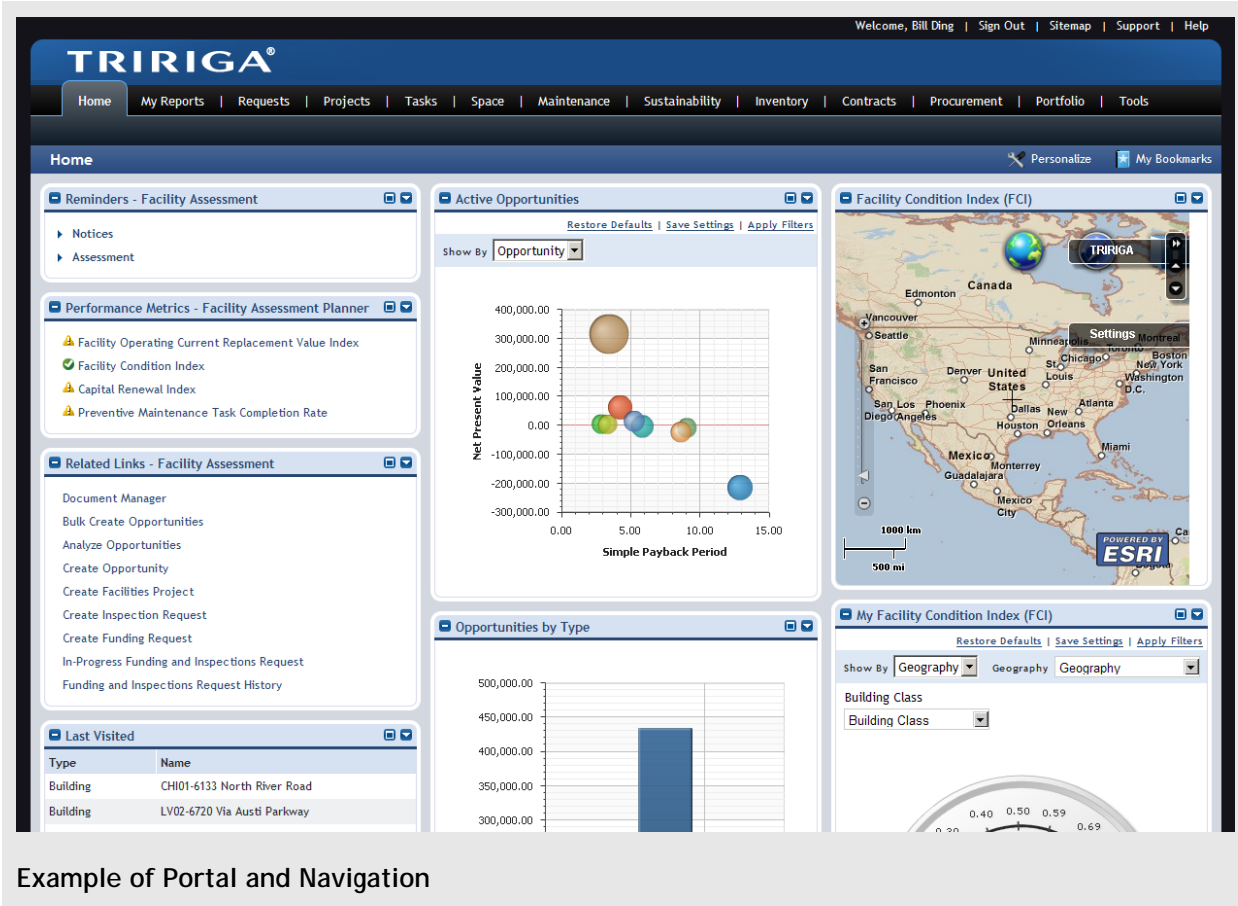 Welcome, Bill Ding | Sign Out | Sitemap | Support | Help
TRIRIGA®
Home My Reports | Requests | Projects | Tasks | Space | Maintenance | Sustainability | Inventory | Contracts | Procurement | Portfolio | Tools
Home
Personalize My Bookmarks
Reminders - Facility Assessment
Notices
Assessment
Performance Metrics - Facility Assessment Planner
Facility Operating Current Replacement Value Index
Facility Condition Index
Capital Renewal Index
Preventive Maintenance Task Completion Rate
Related Links - Facility Assessment
Document Manager
Bulk Create Opportunities
Analyze Opportunities
Create Opportunity
Create Facilities Project
Create Inspection Request
Create Funding Request
In-Progress Funding and Inspections Request
Funding and Inspections Request History
Last Visited
Type Name
Building CHI01-6133 North River Road
Building LV02-6720 Via Austi Parkway
Active Opportunities
Restore Defaults | Save Settings | Apply Filters
Show By Opportunity
400,000.00
300,000.00
200,000.00
100,000.00
0.00
-100,000.00
-200,000.00
-300,000.00
Net Present Value
0.00 5.00 10.00 15.00
Simple Payback Period
Opportunities by Type
500,000.00
450,000.00
400,000.00
350,000.00
300,000.00
Facility Condition Index (FCI)
TRIRIGA
Canada
Edmonton
Vancouver
Seattle
Settings
Minneapolis
Toronto
Montreal
Chicago
Boston
New York
San Francisco
Denver
United States
St. Louis
Washington D.C.
San Diego
Los Angeles
Phoenix
Dallas
Atlanta
Houston
New Orleans
Miami
Mexico
Monterrey
Guadalajara
Mexico City
1000 km
500 mi
POWERED BY
ESRI
My Facility Condition Index (FCI)
Restore Defaults | Save Settings | Apply Filters
Show By Geography Geography Geography
Building Class
Building Class
0.40 0.50 0.59
0.69
Example of Portal and Navigation